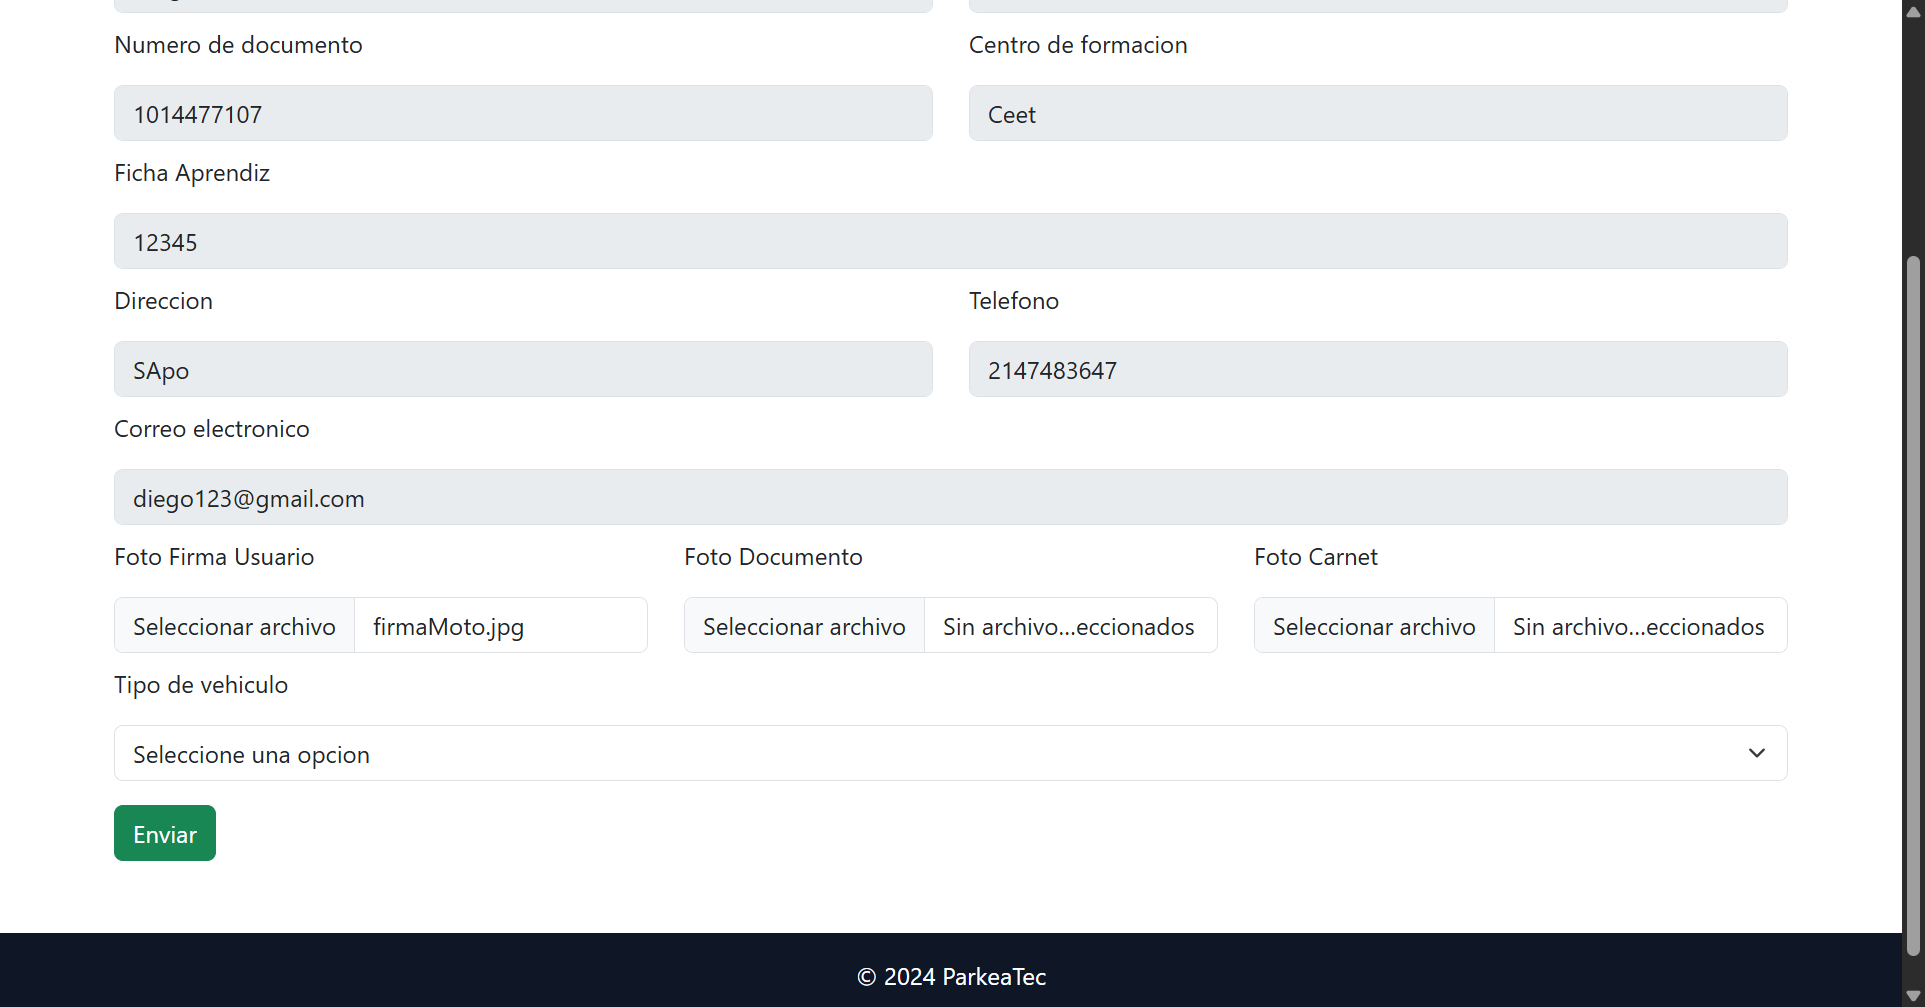 Numero de documento
Centro de formacion
1014477107
Ceet
Ficha Aprendiz
12345
Direccion
Telefono
SApo
2147483647
Correo electronico
diego123@gmail.com
Foto Firma Usuario
Foto Documento
Foto Carnet
Seleccionar archivo firmaMoto.jpg
Seleccionar archivo Sin archivo...eccionados
Seleccionar archivo Sin archivo...eccionados
Tipo de vehiculo
Seleccione una opcion
Enviar
© 2024 ParkeaTec